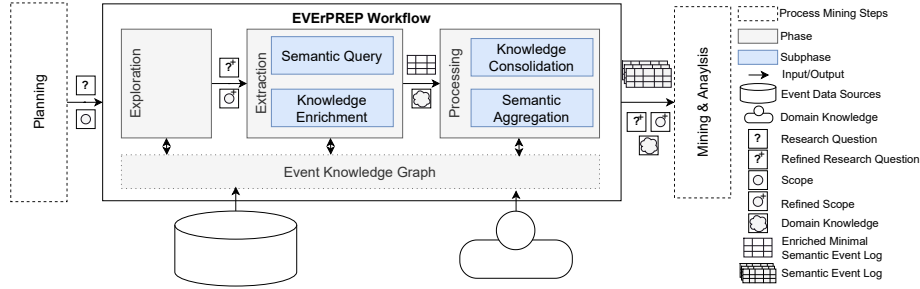 EVErPREP Workflow
Planning
?
Exploration
?+
+
Extraction
Semantic Query
Knowledge
Enrichment
Processing
Knowledge
Consolidation
Semantic
Aggregation
?+
+
Mining & Anaylsis
Event Knowledge Graph
Process Mining Steps
Phase
Subphase
Input/Output
Event Data Sources
Domain Knowledge
?
Research Question
?+
Refined Research Question
Scope
+
Refined Scope
Domain Knowledge
Enriched Minimal
Semantic Event Log
Semantic Event Log